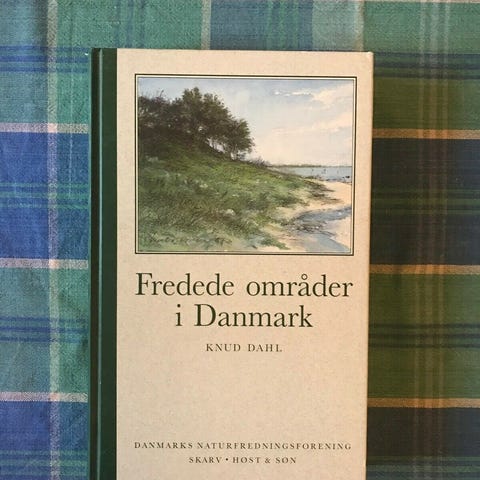 Fredede områder
i Danmark
KNUD DAHL
DANMARKS NATURFREDNINGSFORENING
SKARV • HØST & SØN